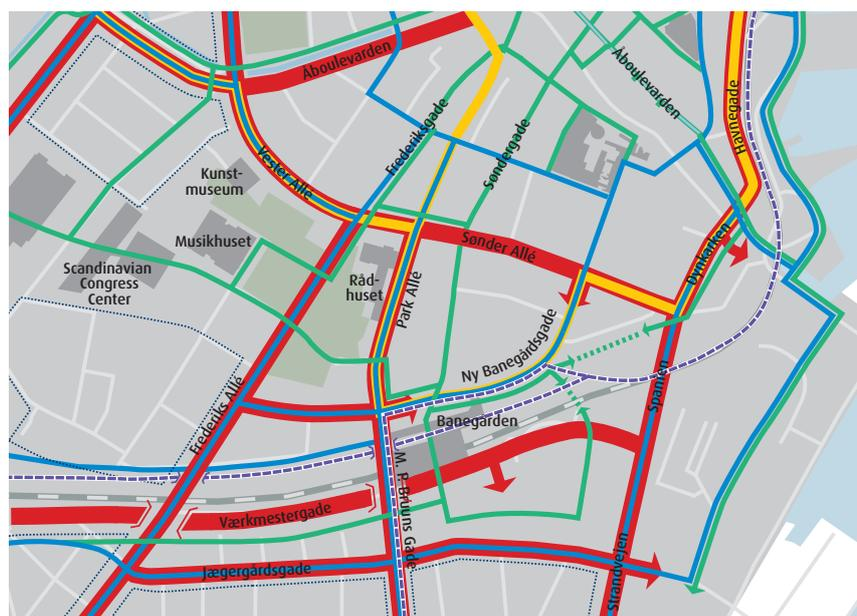 Åboulevarden
Åboulevarden
Havnegade
Frederiksgade
Søndergade
Vester Allé
Kunst-
museum
Musikhuset
Scandinavian
Congress
Center
Råd-
huset
Park Allé
Sønder Allé
Dynkarken
Ny Banegårdsgade
Spanien
Frederiks Allé
Banegården
M. P. Bruuns Gade
Værkmestergade
Jægergårdsgade
Strandvejen